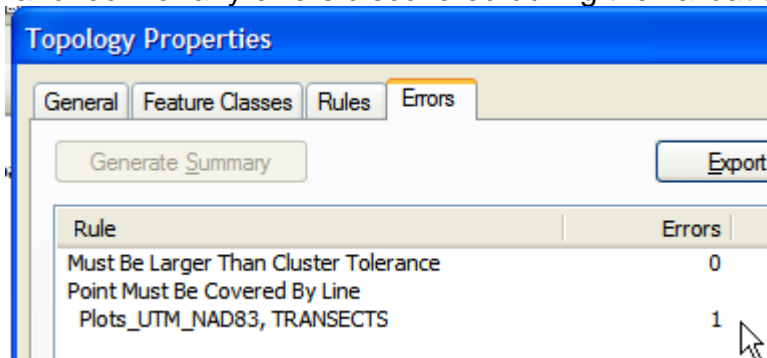 Topology Properties
General Feature Classes Rules Errors
Generate Summary Export
Rule Errors
Must Be Larger Than Cluster Tolerance 0
Point Must Be Covered By Line
Plots_UTM_NAD83, TRANSECTS 1